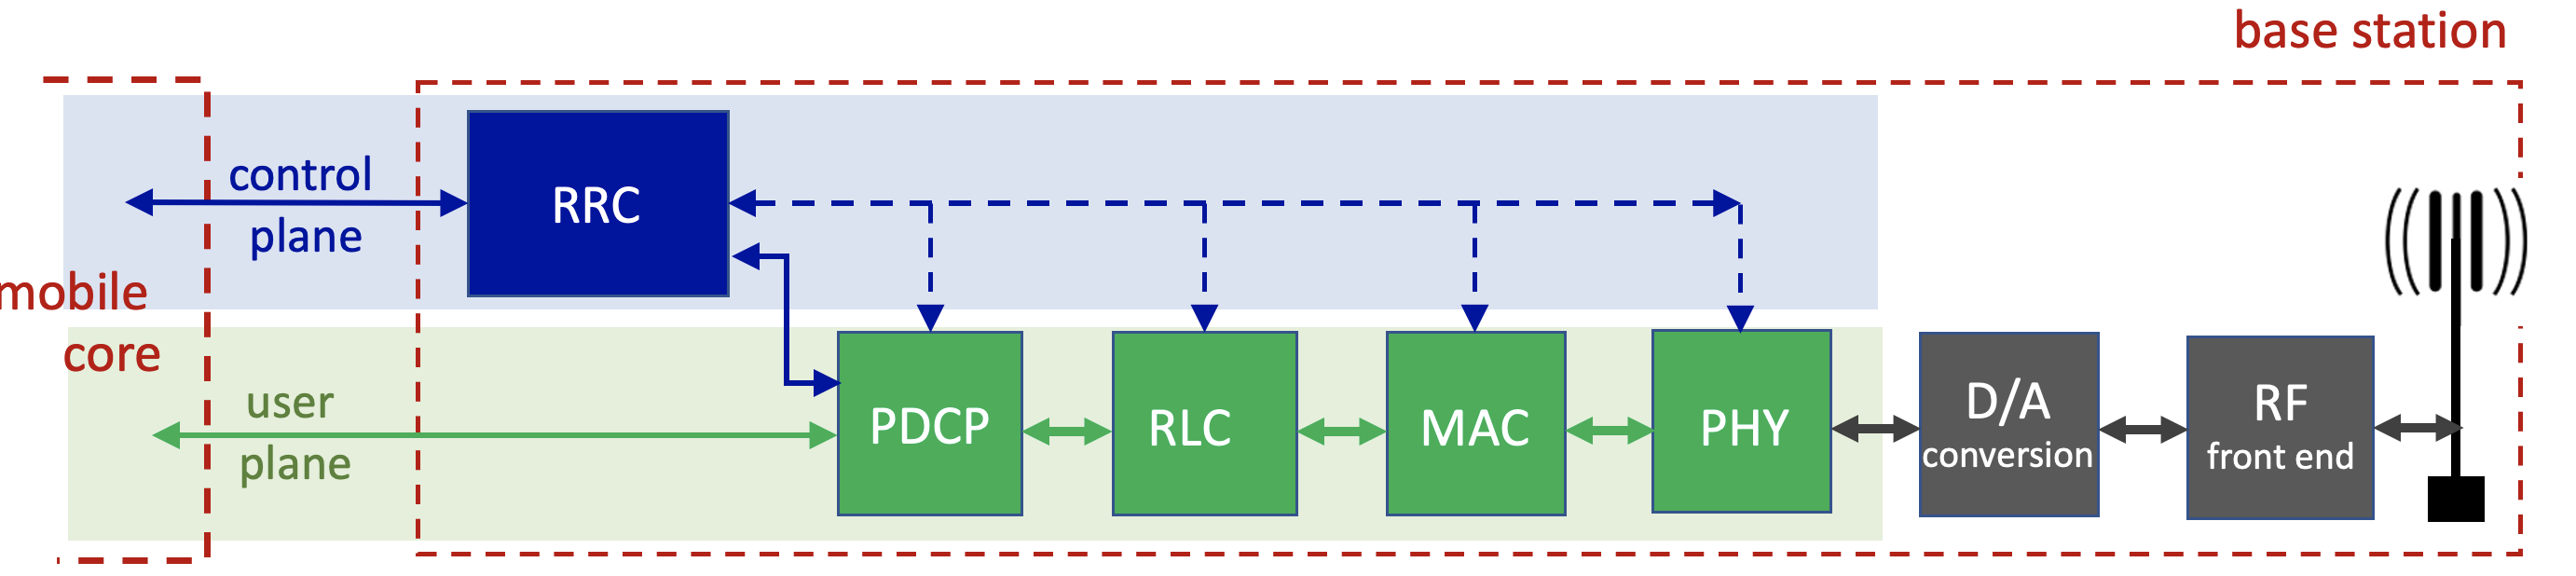 base station
control
plane
RRC
mobile
core
user
plane
PDCP
RLC
MAC
PHY
D/A
conversion
RF
front end